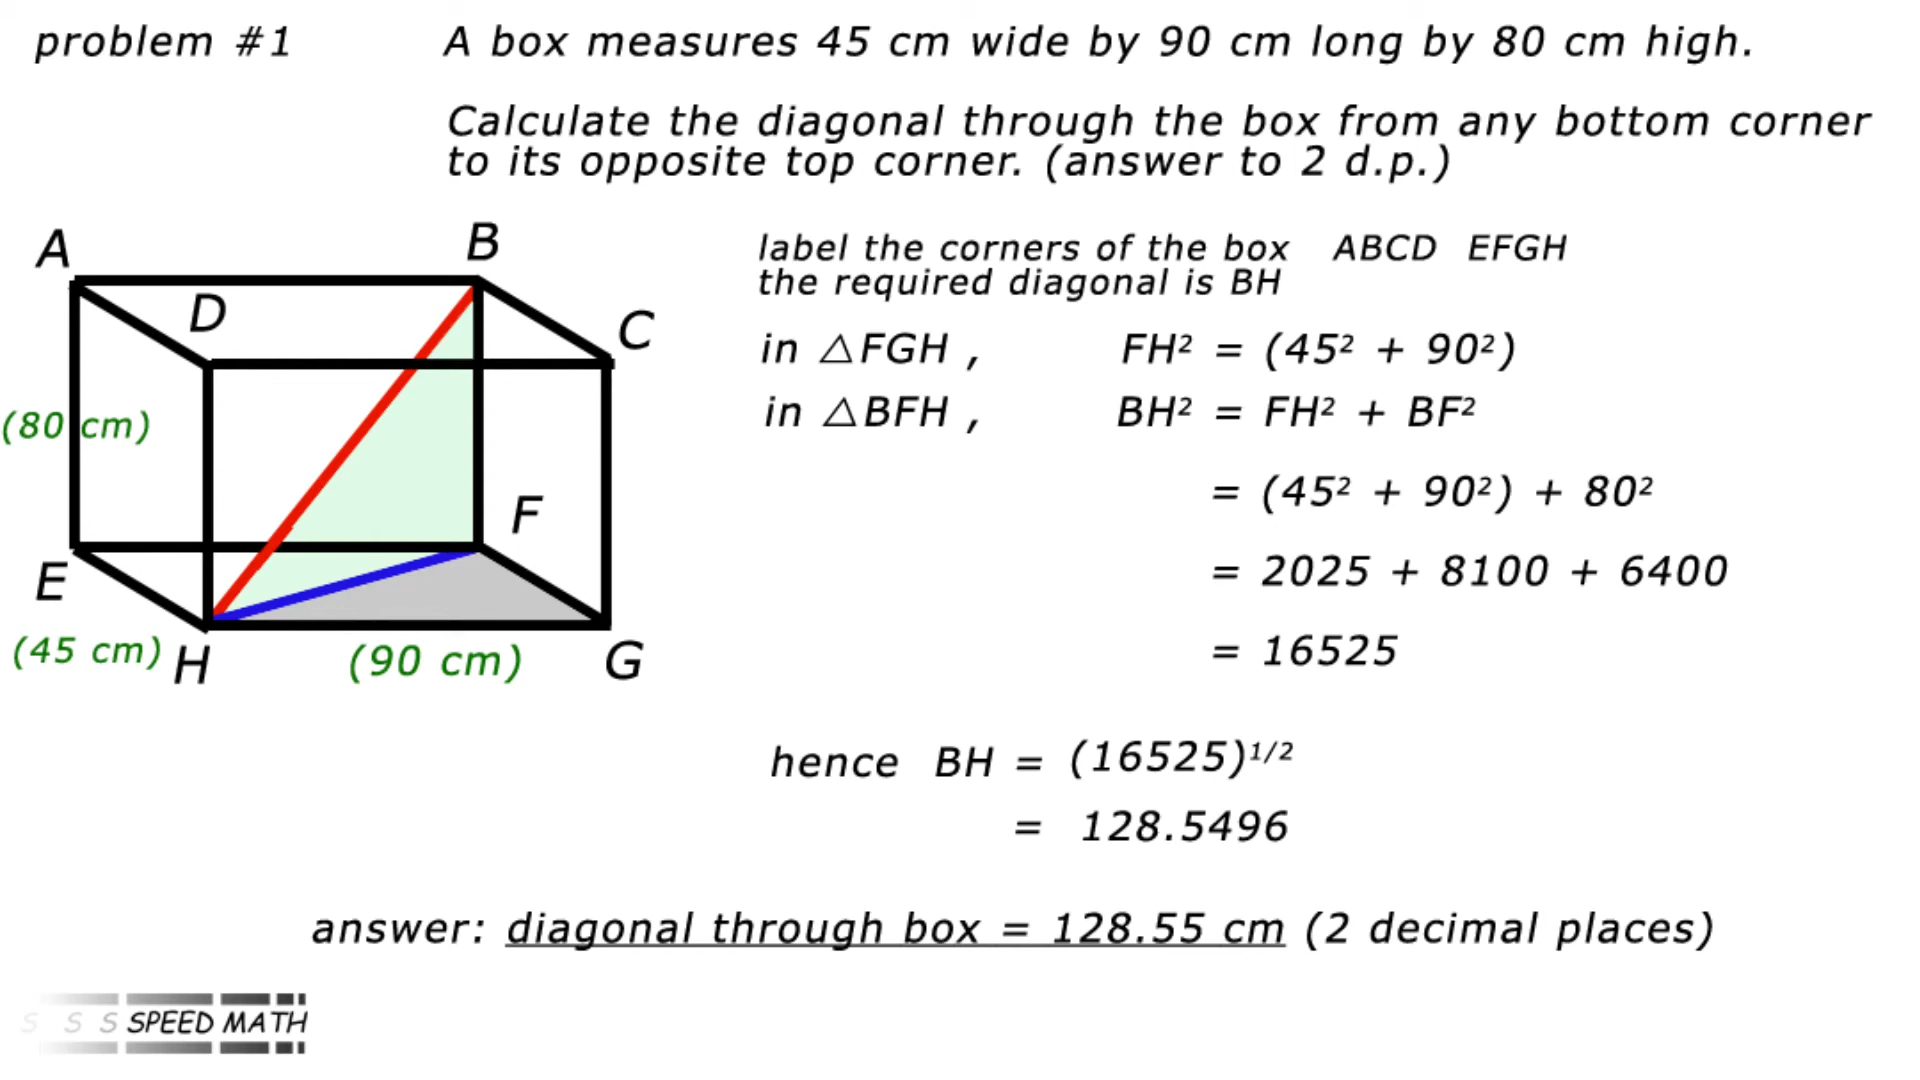 problem #1
A box measures 45 cm wide by 90 cm long by 80 cm high.
Calculate the diagonal through the box from any bottom corner
to its opposite top corner. (answer to 2 d.p.)
A
B
D
C
(80 cm)
F
E
(45 cm)
H
(90 cm)
G
label the corners of the box ABCD EFGH
the required diagonal is BH
in △FGH , FH² = (45² + 90²)
in △BFH , BH² = FH² + BF²
= (45² + 90²) + 80²
= 2025 + 8100 + 6400
= 16525
hence BH = (16525)¹/²
= 128.5496
answer: diagonal through box = 128.55 cm (2 decimal places)
S S S SPEED MATH